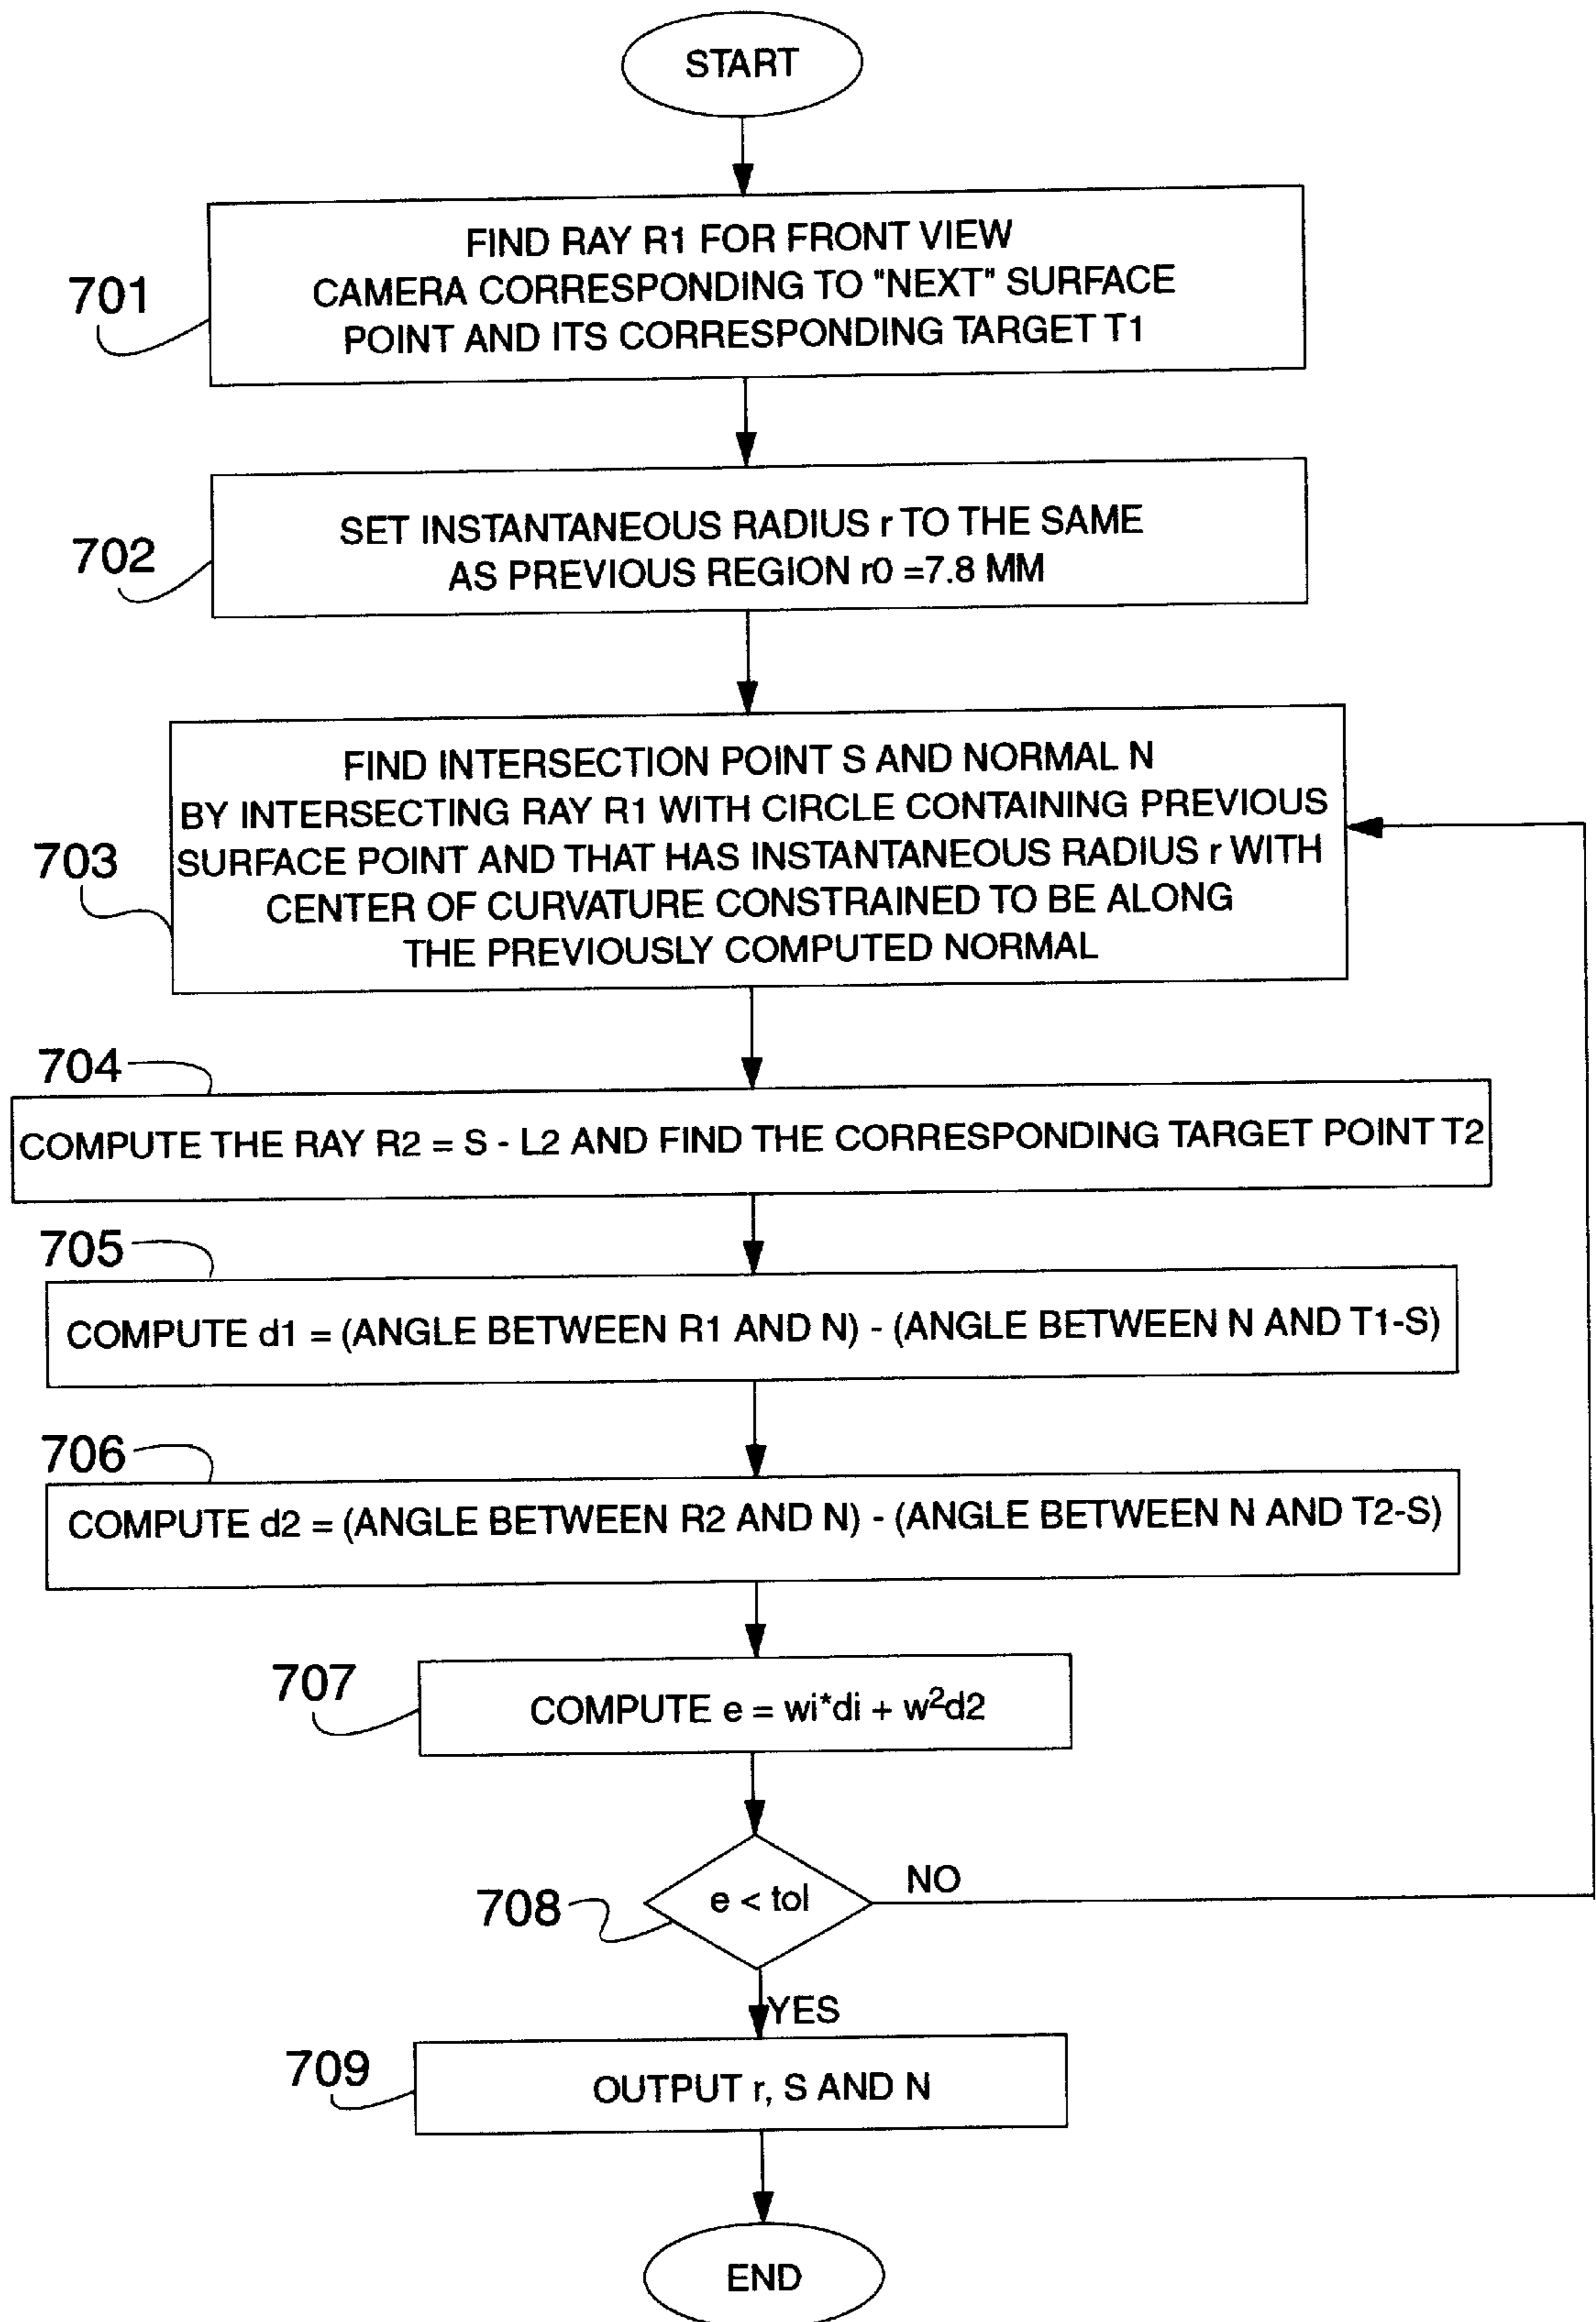 START
701
FIND RAY R1 FOR FRONT VIEW
CAMERA CORRESPONDING TO "NEXT" SURFACE
POINT AND ITS CORRESPONDING TARGET T1
702
SET INSTANTANEOUS RADIUS r TO THE SAME
AS PREVIOUS REGION r0 =7.8 MM
703
FIND INTERSECTION POINT S AND NORMAL N
BY INTERSECTING RAY R1 WITH CIRCLE CONTAINING PREVIOUS
SURFACE POINT AND THAT HAS INSTANTANEOUS RADIUS r WITH
CENTER OF CURVATURE CONSTRAINED TO BE ALONG
THE PREVIOUSLY COMPUTED NORMAL
704
COMPUTE THE RAY R2 = S - L2 AND FIND THE CORRESPONDING TARGET POINT T2
705
COMPUTE d1 = (ANGLE BETWEEN R1 AND N) - (ANGLE BETWEEN N AND T1-S)
706
COMPUTE d2 = (ANGLE BETWEEN R2 AND N) - (ANGLE BETWEEN N AND T2-S)
707
COMPUTE e = wi*di + w²d2
708
e < tol
NO
YES
709
OUTPUT r, S AND N
END